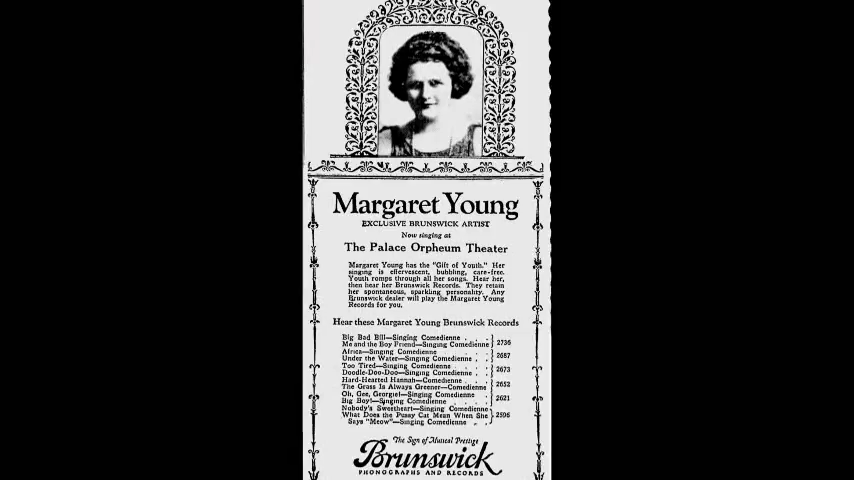 Margaret Young
EXCLUSIVE BRUNSWICK ARTIST
Now singing at
The Palace Orpheum Theater
Margaret Young has the "Gift of Youth." Her
singing is effervescent, bubbling, care-free.
Youth romps through all her songs. Hear her,
then hear her Brunswick Records. They retain
her spontaneous, sparkling personality. Any
Brunswick dealer will play the Margaret Young
Records for you.
Hear these Margaret Young Brunswick Records
Big Bad Bill—Singing Comedienne . . .
Me and the Boy Friend—Singing Comedienne } 2736
Africa—Singing Comedienne . . . .
Under the Water—Singing Comedienne . . } 2687
Too Tired—Singing Comedienne . . . .
Doodle-Doo-Doo—Singing Comedienne . . } 2673
Hard-Hearted Hannah—Comedienne . . .
The Grass Is Always Greener—Comedienne } 2652
Oh, Gee, Georgie!—Singing Comedienne . .
Big Boy!—Singing Comedienne . . . . } 2621
Nobody's Sweetheart—Singing Comedienne
What Does the Pussy Cat Mean When She } 2596
Says "Meow"—Singing Comedienne . .
The Sign of Musical Prestige
Brunswick
PHONOGRAPHS AND RECORDS